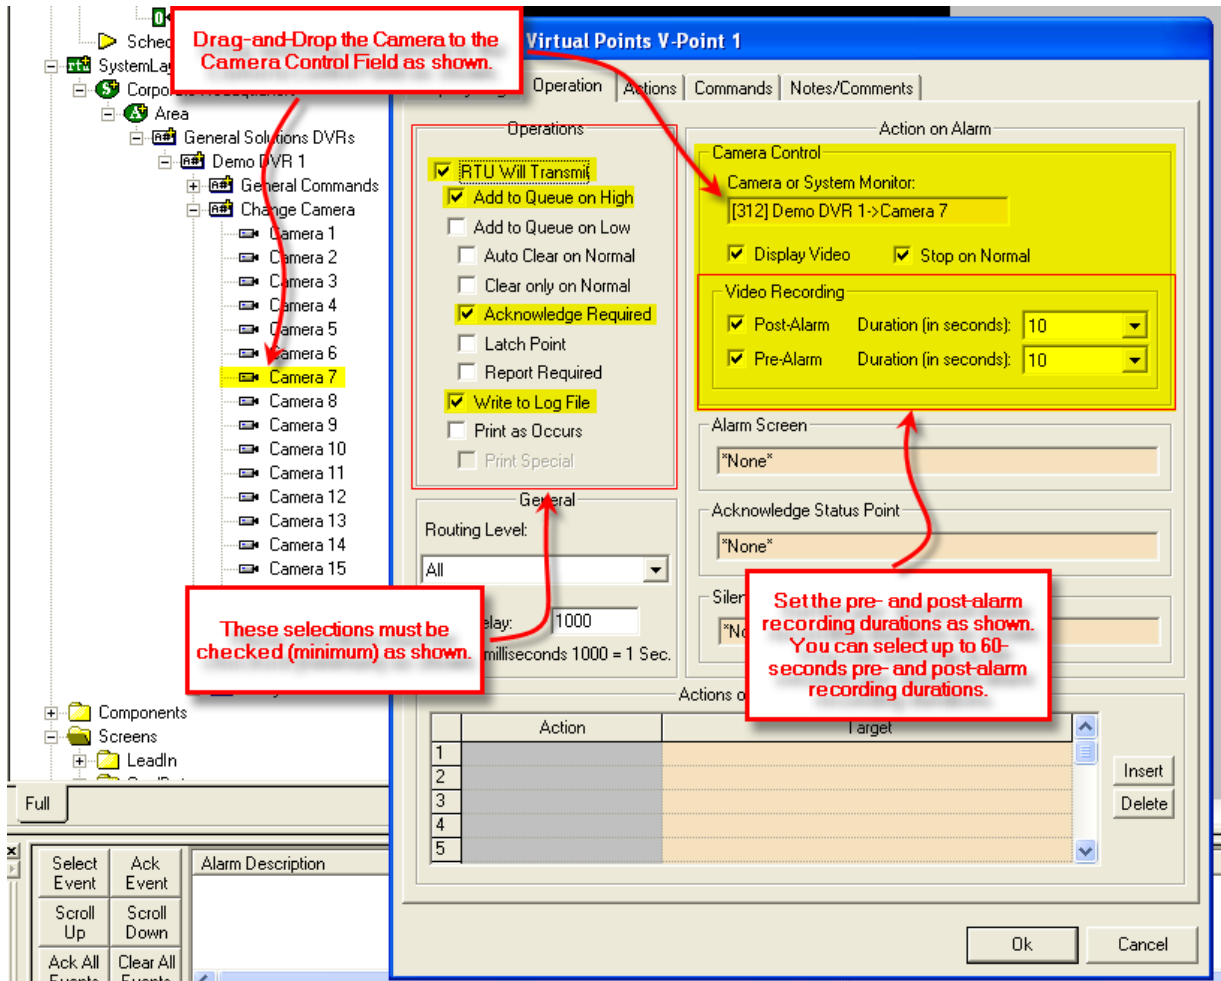 Drag-and-Drop the Camera to the
Camera Control Field as shown.
Virtual Points V-Point 1
Operation
Actions
Commands
Notes/Comments
Area
General Solutions DVRs
Demo DVR 1
General Commands
Change Camera
Camera 1
Camera 2
Camera 3
Camera 4
Camera 5
Camera 6
Camera 7
Camera 8
Camera 9
Camera 10
Camera 11
Camera 12
Camera 13
Camera 14
Camera 15
Components
Screens
LeadIn
Full
Operations
RTU Will Transmit
Add to Queue on High
Add to Queue on Low
Auto Clear on Normal
Clear only on Normal
Acknowledge Required
Latch Point
Report Required
Write to Log File
Print as Occurs
Print Special
General
Routing Level:
All
1000
milliseconds 1000 = 1 Sec.
These selections must be
checked (minimum) as shown.
Action on Alarm
Camera Control
Camera or System Monitor:
[312] Demo DVR 1->Camera 7
Display Video
Stop on Normal
Video Recording
Post-Alarm Duration (in seconds): 10
Pre-Alarm Duration (in seconds): 10
Alarm Screen
*None*
Acknowledge Status Point
*None*
Set the pre- and post-alarm
recording durations as shown.
You can select up to 60-
seconds pre- and post-alarm
recording durations.
Actions
Action
Target
1
2
3
4
5
Insert
Delete
Ok
Cancel
Select
Event
Ack
Event
Alarm Description
Scroll
Up
Scroll
Down
Ack All
Events
Clear All
Events